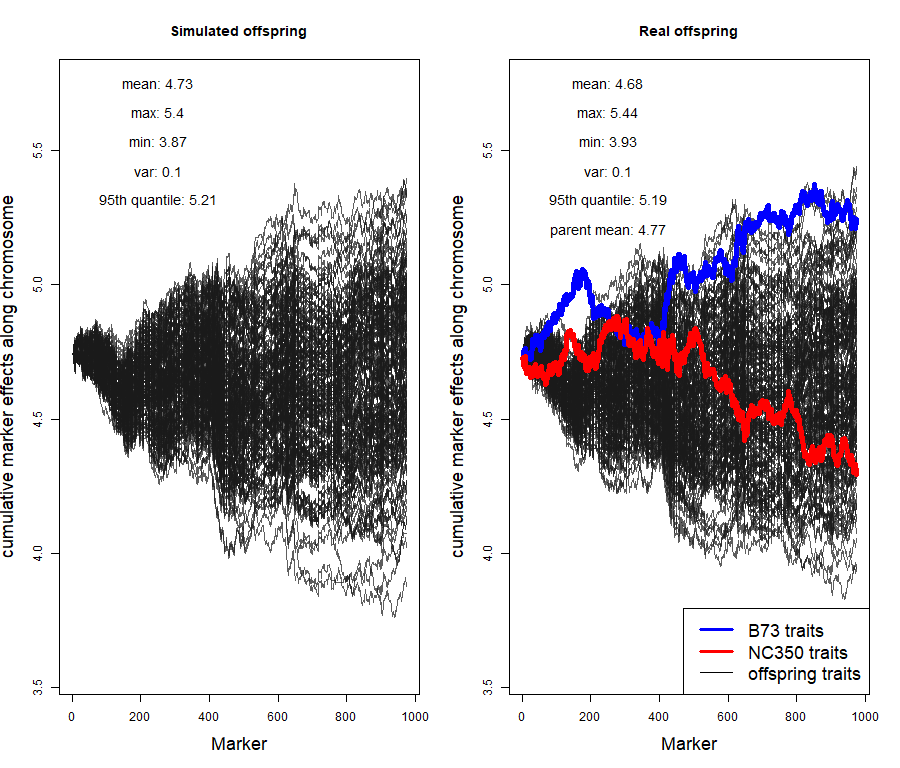 Simulated offspring
mean: 4.73
max: 5.4
min: 3.87
var: 0.1
95th quantile: 5.21
cumulative marker effects along chromosome
5.5
5.0
4.5
4.0
3.5
0 200 400 600 800 1000
Marker
Real offspring
mean: 4.68
max: 5.44
min: 3.93
var: 0.1
95th quantile: 5.19
parent mean: 4.77
cumulative marker effects along chromosome
5.5
5.0
4.5
4.0
3.5
B73 traits
NC350 traits
offspring traits
0 200 400 600 800 1000
Marker